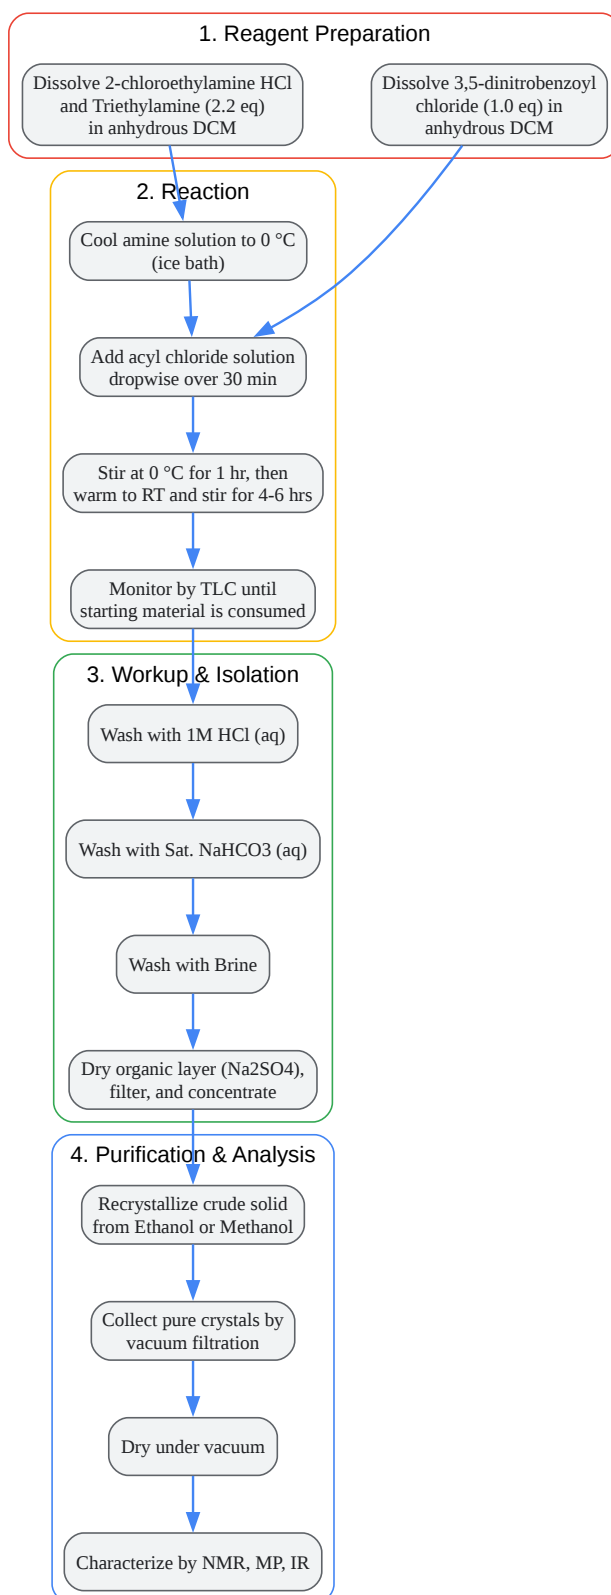 1. Reagent Preparation
Dissolve 2-chloroethylamine HCl
and Triethylamine (2.2 eq)
in anhydrous DCM
Dissolve 3,5-dinitrobenzoyl
chloride (1.0 eq) in
anhydrous DCM
2. Reaction
Cool amine solution to 0 °C
(ice bath)
Add acyl chloride solution
dropwise over 30 min
Stir at 0 °C for 1 hr, then
warm to RT and stir for 4-6 hrs
Monitor by TLC until
starting material is consumed
3. Workup & Isolation
Wash with 1M HCl (aq)
Wash with Sat. NaHCO3 (aq)
Wash with Brine
Dry organic layer (Na2SO4),
filter, and concentrate
4. Purification & Analysis
Recrystallize crude solid
from Ethanol or Methanol
Collect pure crystals by
vacuum filtration
Dry under vacuum
Characterize by NMR, MP, IR